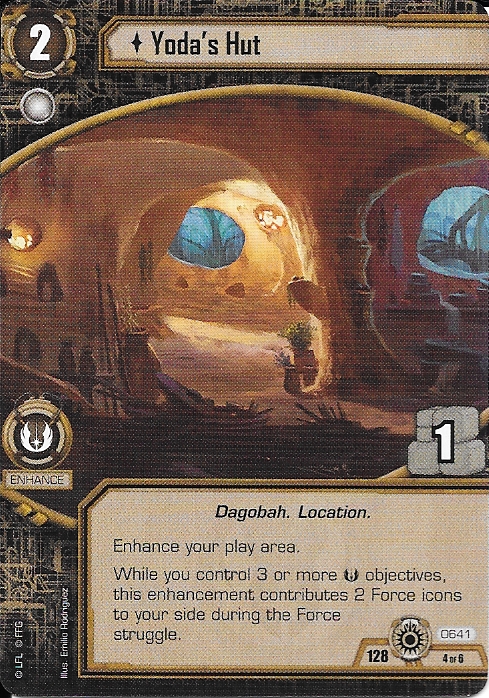 2
Yoda's Hut
1
ENHANCE
Dagobah. Location.
Enhance your play area.
While you control 3 or more objectives,
this enhancement contributes 2 Force icons
to your side during the Force
struggle.
© LFL © FFG
Illus. Emilio Rodriguez
128
0641
4 OF 6